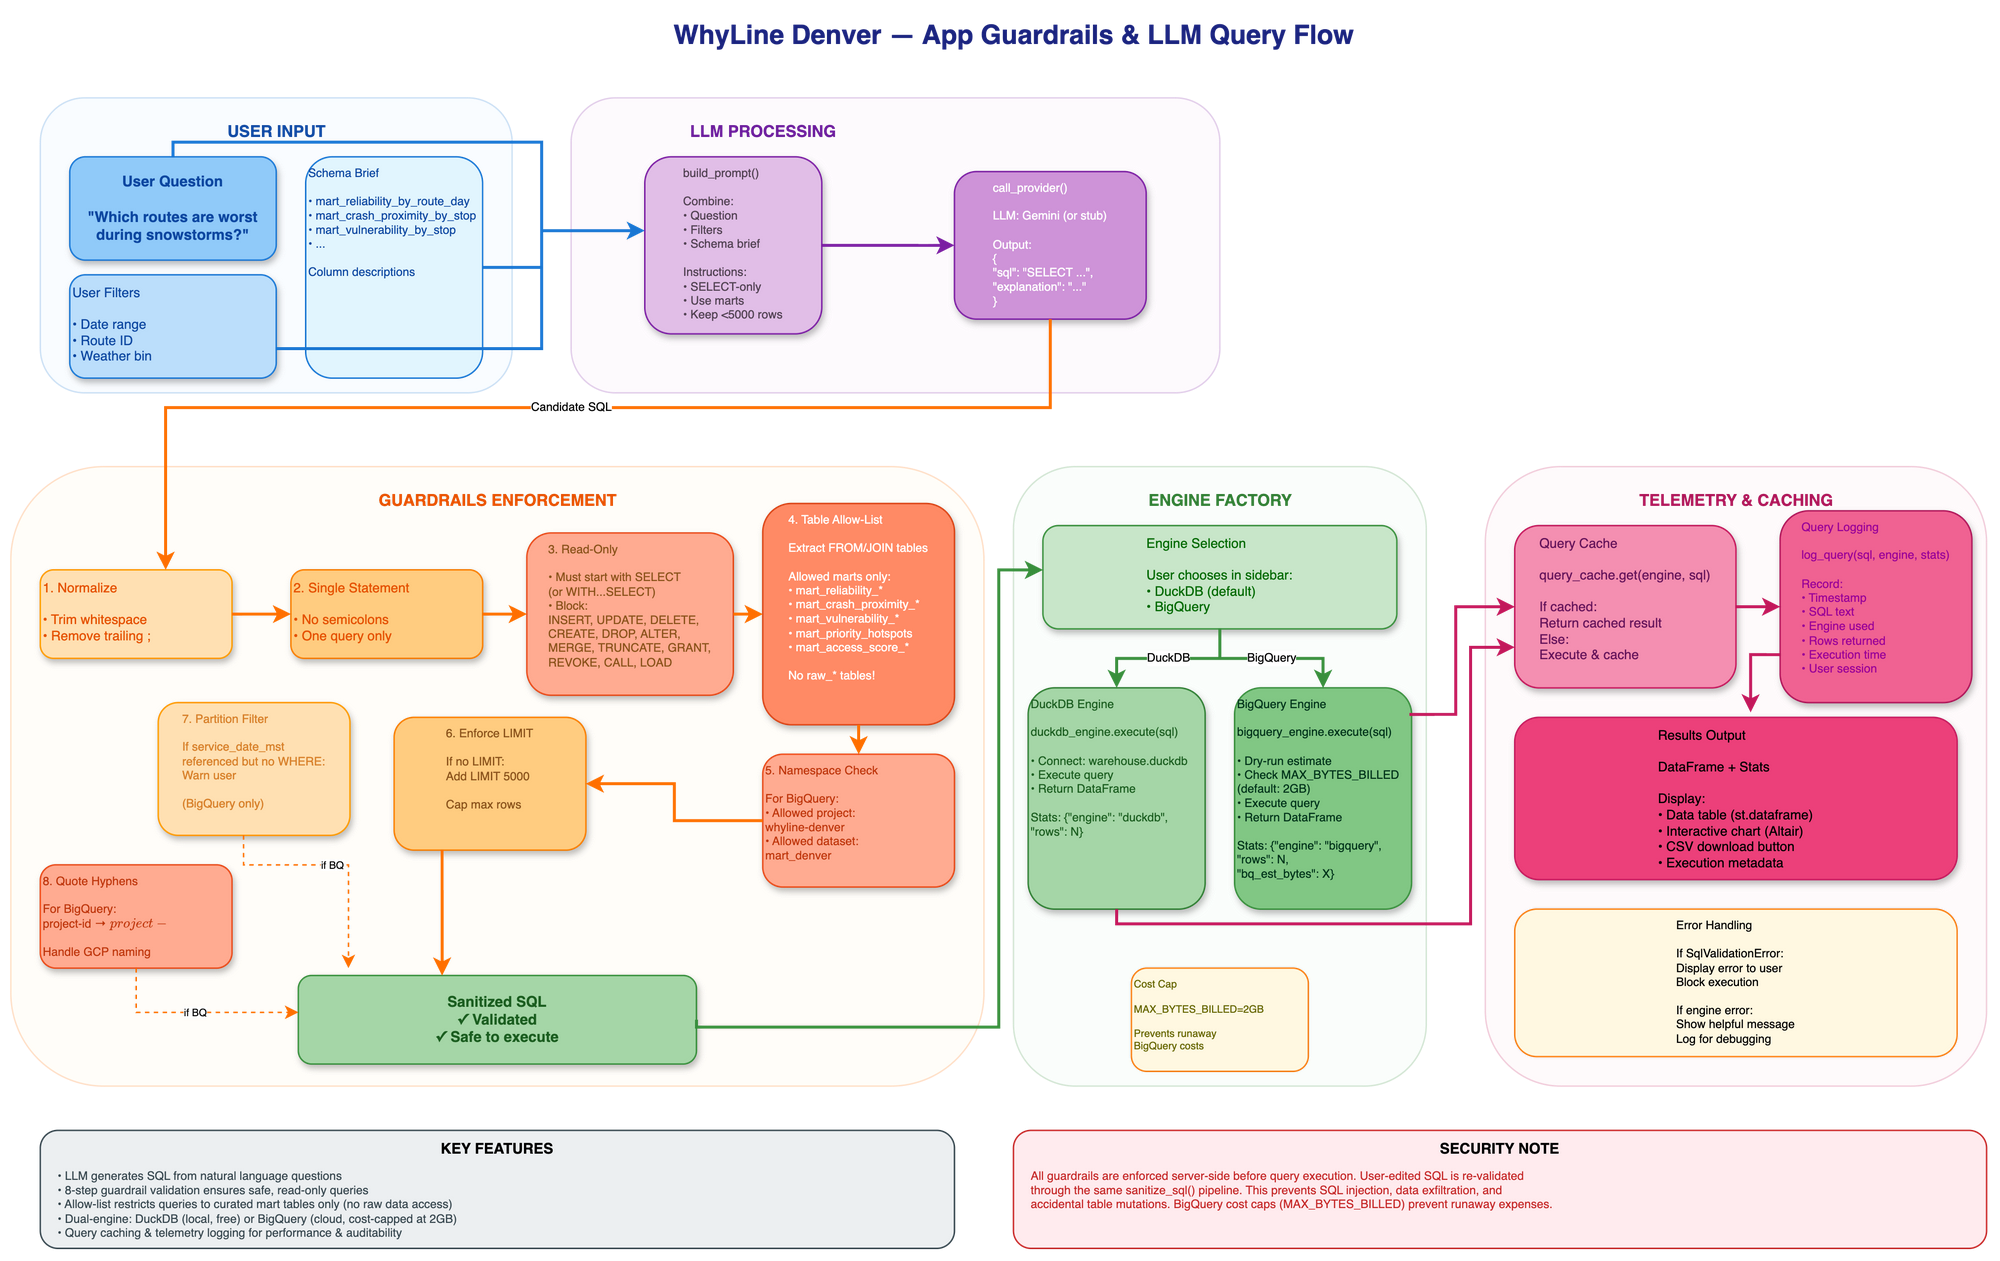 WhyLine Denver — App Guardrails & LLM Query Flow
USER INPUT
User Question
"Which routes are worst
during snowstorms?"
User Filters
• Date range
• Route ID
• Weather bin
Schema Brief
• mart_reliability_by_route_day
• mart_crash_proximity_by_stop
• mart_vulnerability_by_stop
• ...
Column descriptions
LLM PROCESSING
build_prompt()
Combine:
• Question
• Filters
• Schema brief
Instructions:
• SELECT-only
• Use marts
• Keep <5000 rows
call_provider()
LLM: Gemini (or stub)
Output:
{
"sql": "SELECT ...",
"explanation": "..."
}
Candidate SQL
GUARDRAILS ENFORCEMENT
1. Normalize
• Trim whitespace
• Remove trailing ;
2. Single Statement
• No semicolons
• One query only
3. Read-Only
• Must start with SELECT
(or WITH...SELECT)
• Block:
INSERT, UPDATE, DELETE,
CREATE, DROP, ALTER,
MERGE, TRUNCATE, GRANT,
REVOKE, CALL, LOAD
4. Table Allow-List
Extract FROM/JOIN tables
Allowed marts only:
• mart_reliability_*
• mart_crash_proximity_*
• mart_vulnerability_*
• mart_priority_hotspots
• mart_access_score_*
No raw_* tables!
5. Namespace Check
For BigQuery:
• Allowed project:
whyline-denver
• Allowed dataset:
mart_denver
6. Enforce LIMIT
If no LIMIT:
Add LIMIT 5000
Cap max rows
7. Partition Filter
If service_date_mst
referenced but no WHERE:
Warn user
(BigQuery only)
if BQ
8. Quote Hyphens
For BigQuery:
project-id → project −
Handle GCP naming
if BQ
Sanitized SQL
✓ Validated
✓ Safe to execute
ENGINE FACTORY
Engine Selection
User chooses in sidebar:
• DuckDB (default)
• BigQuery
DuckDB
BigQuery
DuckDB Engine
duckdb_engine.execute(sql)
• Connect: warehouse.duckdb
• Execute query
• Return DataFrame
Stats: {"engine": "duckdb",
"rows": N}
BigQuery Engine
bigquery_engine.execute(sql)
• Dry-run estimate
• Check MAX_BYTES_BILLED
(default: 2GB)
• Execute query
• Return DataFrame
Stats: {"engine": "bigquery",
"rows": N,
"bq_est_bytes": X}
Cost Cap
MAX_BYTES_BILLED=2GB
Prevents runaway
BigQuery costs
TELEMETRY & CACHING
Query Cache
query_cache.get(engine, sql)
If cached:
Return cached result
Else:
Execute & cache
Query Logging
log_query(sql, engine, stats)
Record:
• Timestamp
• SQL text
• Engine used
• Rows returned
• Execution time
• User session
Results Output
DataFrame + Stats
Display:
• Data table (st.dataframe)
• Interactive chart (Altair)
• CSV download button
• Execution metadata
Error Handling
If SqlValidationError:
Display error to user
Block execution
If engine error:
Show helpful message
Log for debugging
KEY FEATURES
• LLM generates SQL from natural language questions
• 8-step guardrail validation ensures safe, read-only queries
• Allow-list restricts queries to curated mart tables only (no raw data access)
• Dual-engine: DuckDB (local, free) or BigQuery (cloud, cost-capped at 2GB)
• Query caching & telemetry logging for performance & auditability
SECURITY NOTE
All guardrails are enforced server-side before query execution. User-edited SQL is re-validated
through the same sanitize_sql() pipeline. This prevents SQL injection, data exfiltration, and
accidental table mutations. BigQuery cost caps (MAX_BYTES_BILLED) prevent runaway expenses.